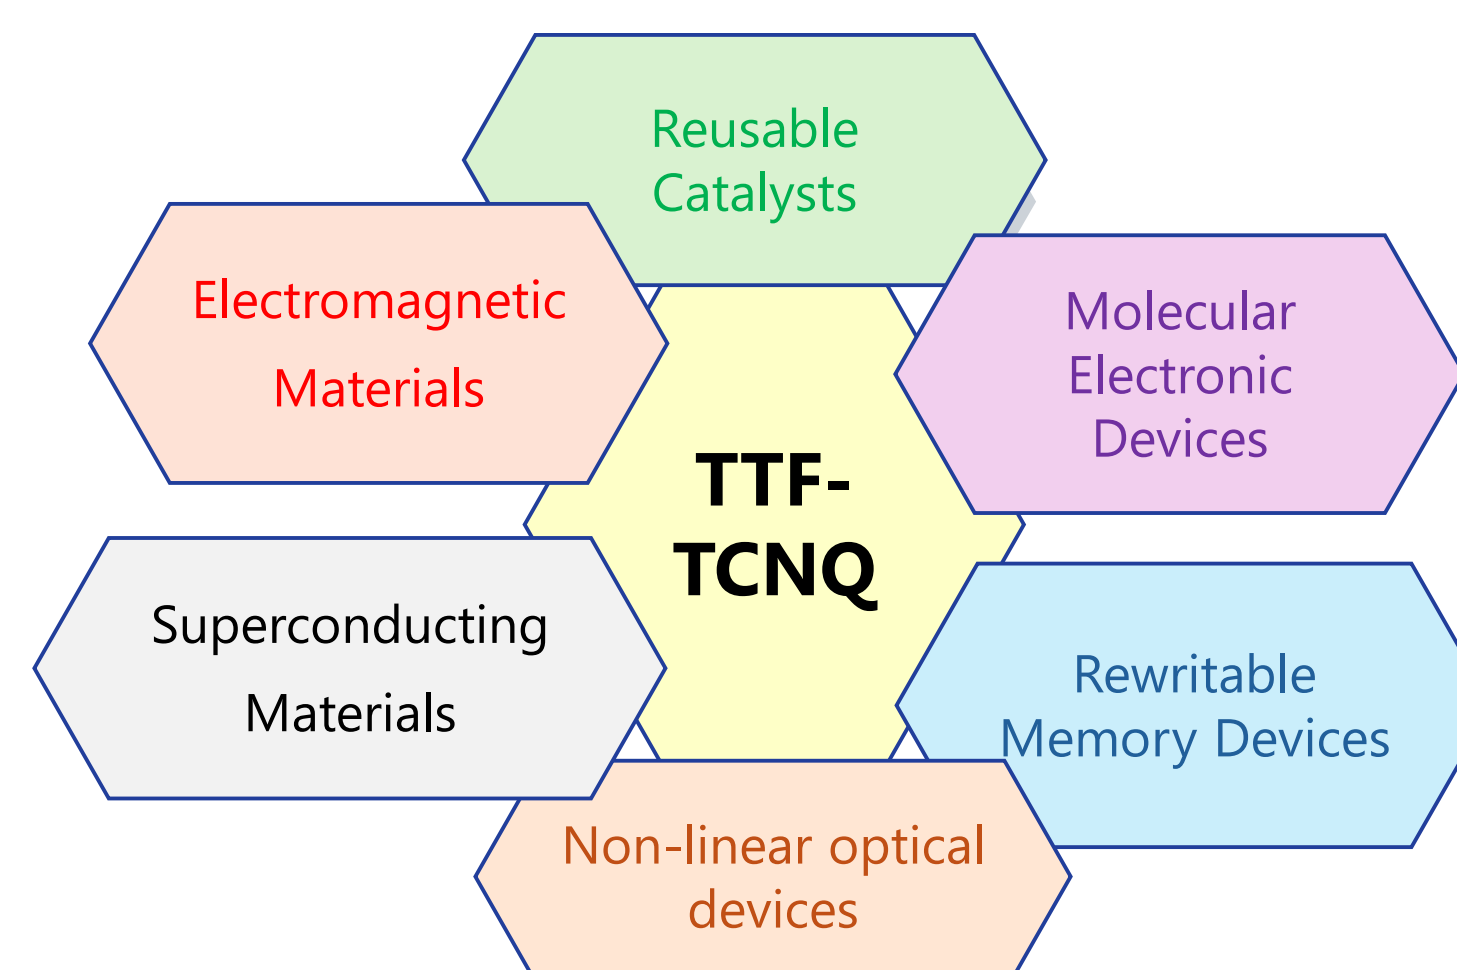 Reusable
Catalysts
Electromagnetic
Materials
Molecular
Electronic
Devices
TTF-
TCNQ
Superconducting
Materials
Rewritable
Memory Devices
Non-linear optical
devices